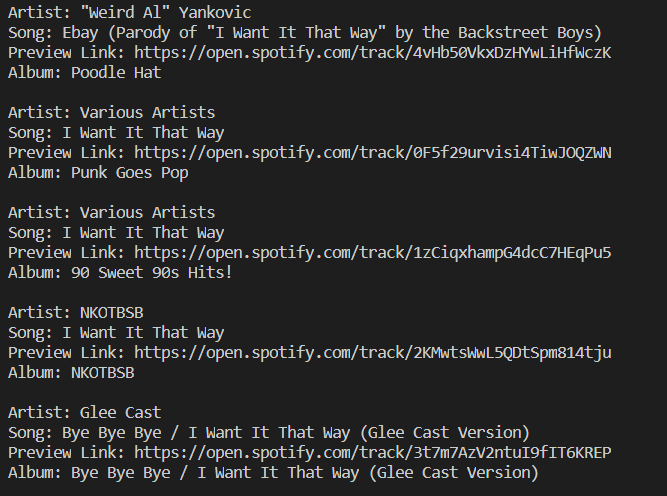 Artist: "Weird Al" Yankovic
Song: Ebay (Parody of "I Want It That Way" by the Backstreet Boys)
Preview Link: https://open.spotify.com/track/4vHb50VkxDzHYwLiHfWczK
Album: Poodle Hat
Artist: Various Artists
Song: I Want It That Way
Preview Link: https://open.spotify.com/track/0F5f29urvisi4TiwJOQZWN
Album: Punk Goes Pop
Artist: Various Artists
Song: I Want It That Way
Preview Link: https://open.spotify.com/track/1zCiqxhampG4dcC7HEqPu5
Album: 90 Sweet 90s Hits!
Artist: NKOTBSB
Song: I Want It That Way
Preview Link: https://open.spotify.com/track/2KMwtsWwL5QDtSpm814tju
Album: NKOTBSB
Artist: Glee Cast
Song: Bye Bye Bye / I Want It That Way (Glee Cast Version)
Preview Link: https://open.spotify.com/track/3t7m7AzV2ntuI9fIT6KREP
Album: Bye Bye Bye / I Want It That Way (Glee Cast Version)